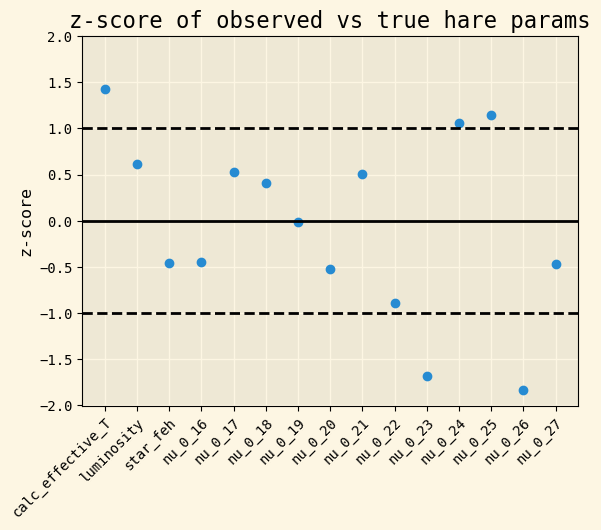 z-score of observed vs true hare params
2.0
1.5
1.0
0.5
0.0
−0.5
−1.0
−1.5
−2.0
z-score
calc_effective_T
luminosity
star_feh
nu_0_16
nu_0_17
nu_0_18
nu_0_19
nu_0_20
nu_0_21
nu_0_22
nu_0_23
nu_0_24
nu_0_25
nu_0_26
nu_0_27